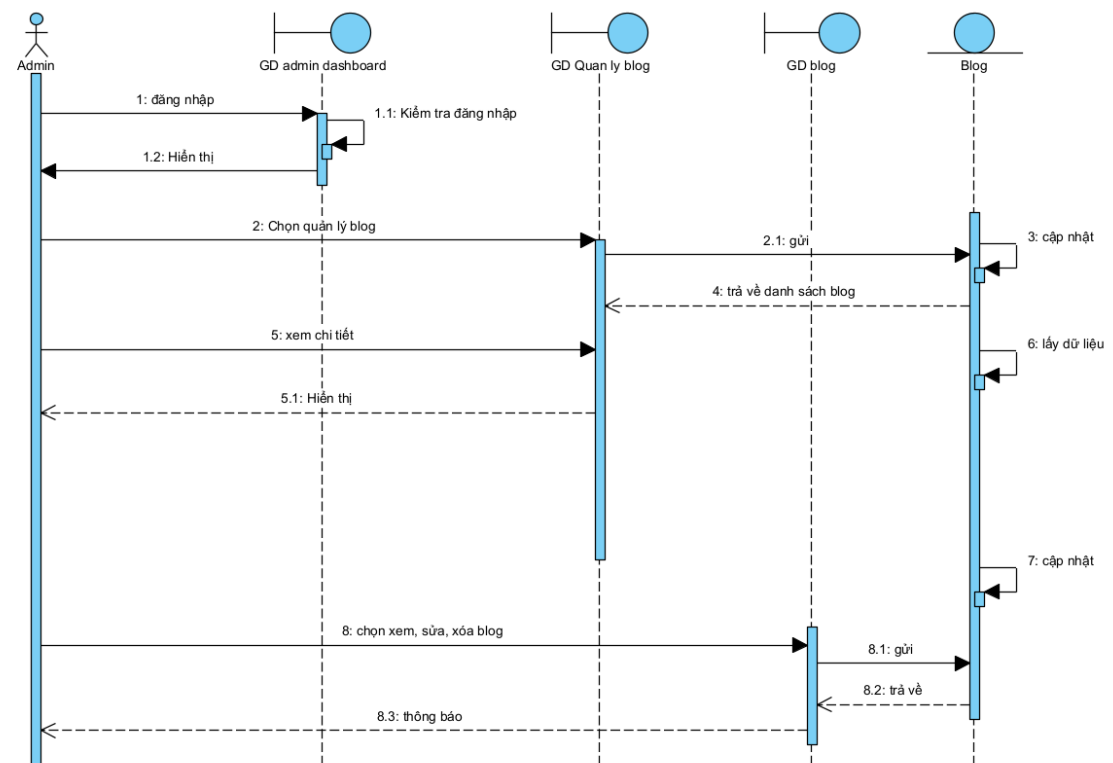 Admin
GD admin dashboard
GD Quan ly blog
GD blog
Blog
1: đăng nhập
1.1: Kiểm tra đăng nhập
1.2: Hiển thị
2: Chọn quản lý blog
2.1: gửi
3: cập nhật
4: trả về danh sách blog
5: xem chi tiết
6: lấy dữ liệu
5.1: Hiển thị
7: cập nhật
8: chọn xem, sửa, xóa blog
8.1: gửi
8.2: trả về
8.3: thông báo